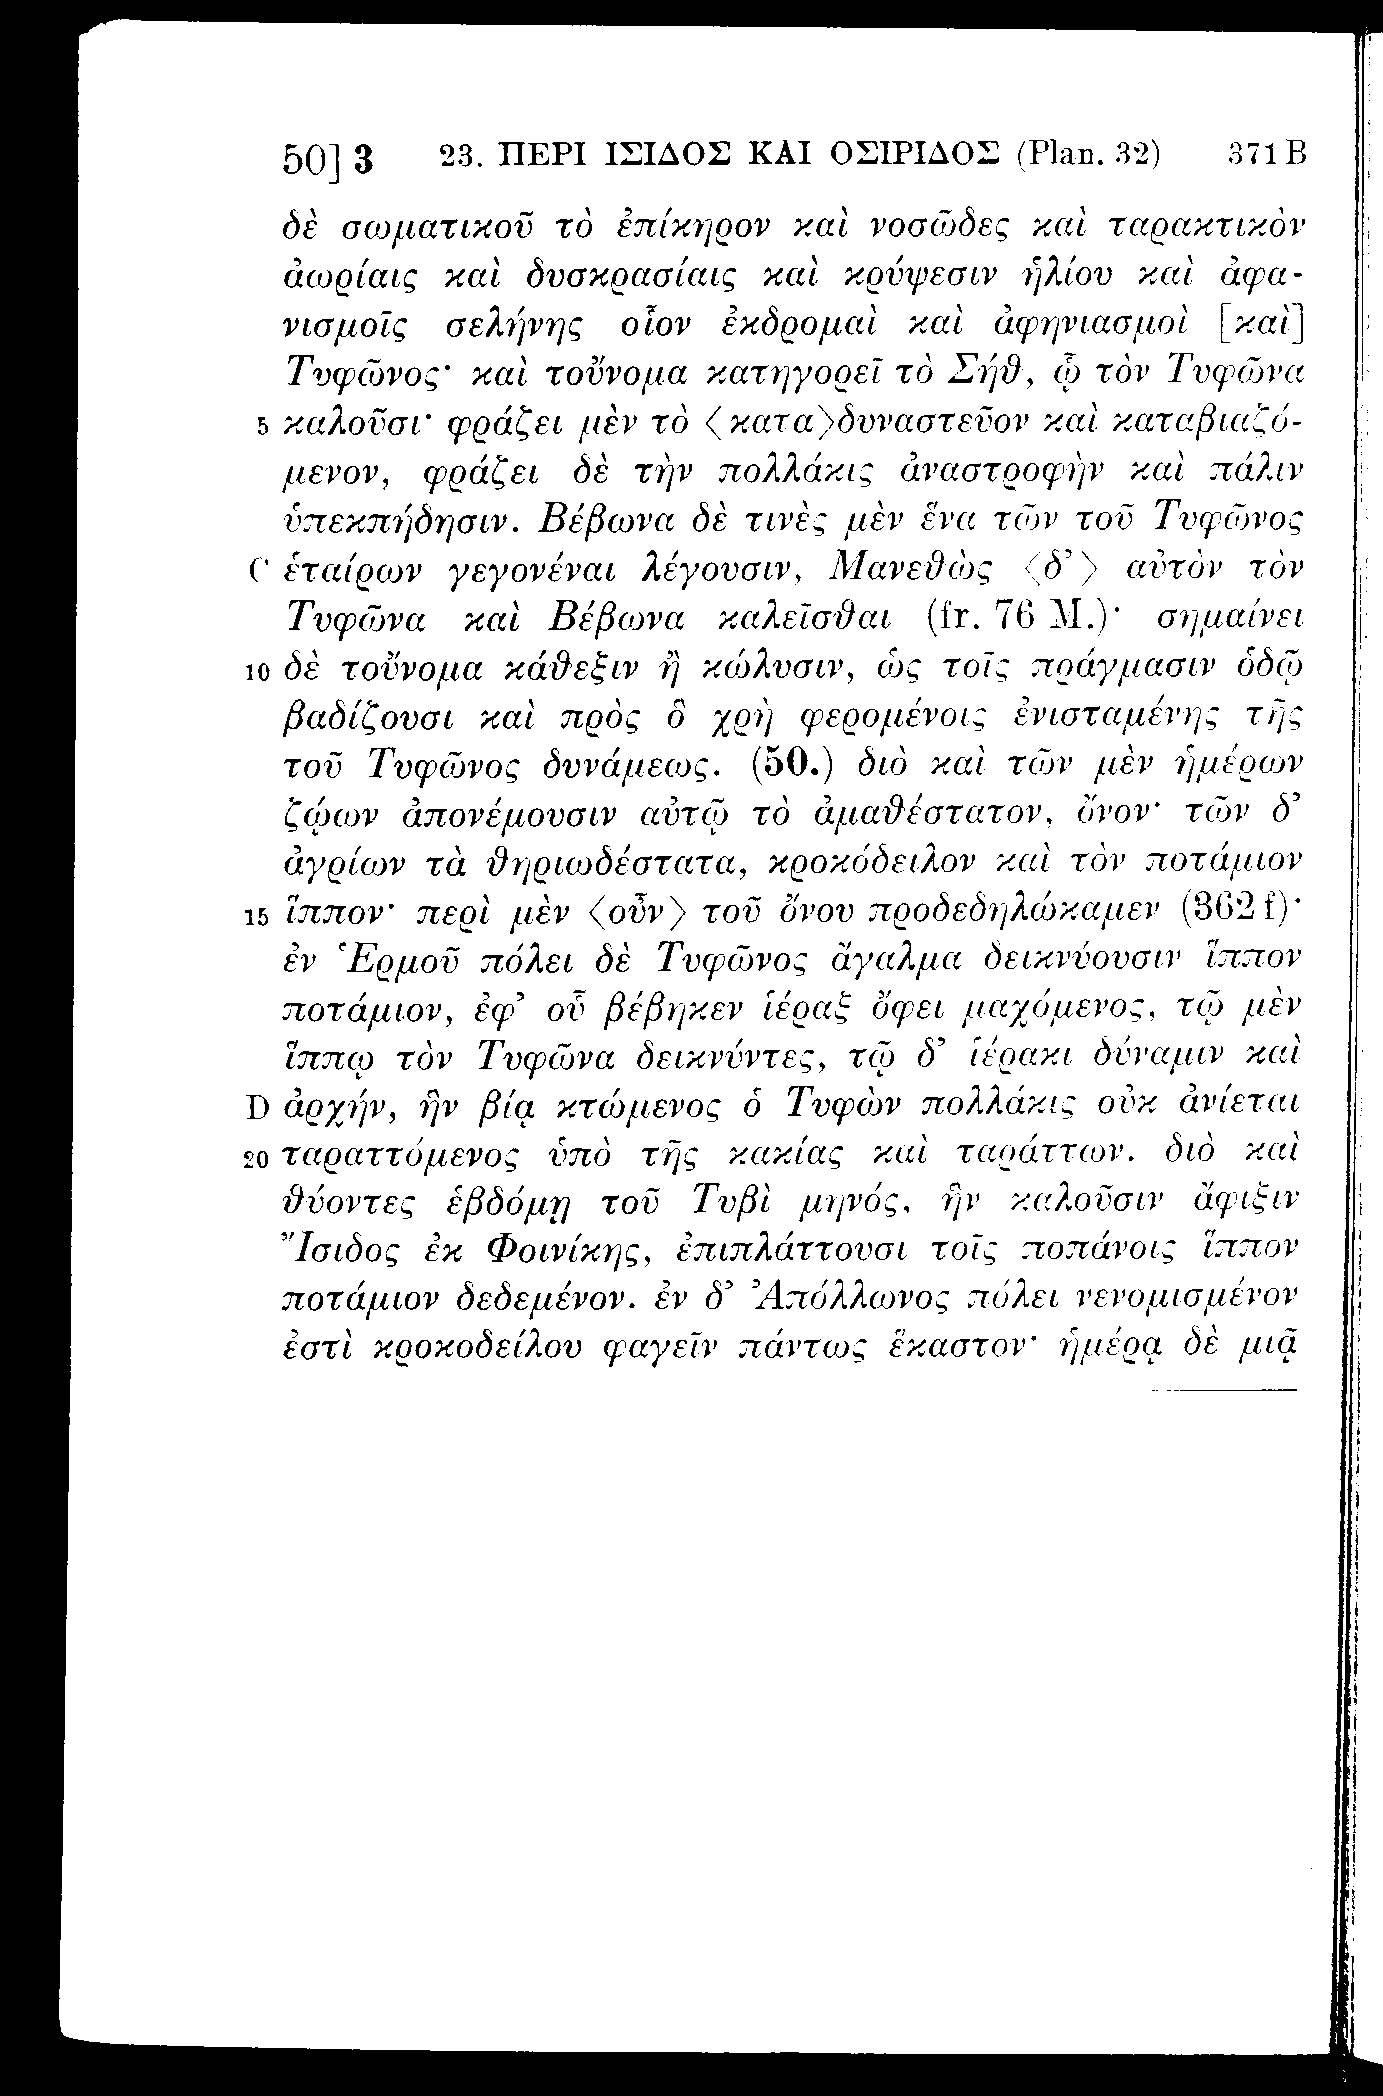 50] 3 23. ΠΕΡΙ ΙΣΙΔΟΣ ΚΑΙ ΟΣΙΡΙΔΟΣ (Plan. 32) 371 B
δὲ σωματικοῦ τὸ ἐπίκηρον καὶ νοσῶδες καὶ ταρακτικὸν
ἀωρίαις καὶ δυσκρασίαις καὶ κρύψεσιν ἡλίου καὶ ἀφα-
νισμοῖς σελήνης οἷον ἐκδρομαὶ καὶ ἀφηνιασμοὶ [καὶ]
Τυφῶνος· καὶ τοὔνομα κατηγορεῖ τὸ Σήθ, ᾧ τὸν Τυφῶνα
5 καλοῦσι· φράζει μὲν τὸ <κατα>δυναστεῦον καὶ καταβιαζό-
μενον, φράζει δὲ τὴν πολλάκις ἀναστροφὴν καὶ πάλιν
ὑπεκπήδησιν. Βέβωνα δὲ τινὲς μὲν ἕνα τῶν τοῦ Τυφῶνος
C ἑταίρων γεγονέναι λέγουσιν, Μανεθὼς <δ’> αὐτὸν τὸν
Τυφῶνα καὶ Βέβωνα καλεῖσθαι (fr. 76 M.)· σημαίνει
10 δὲ τοὔνομα κάθεξιν ἢ κώλυσιν, ὡς τοῖς πράγμασιν ὁδῷ
βαδίζουσι καὶ πρὸς ὃ χρὴ φερομένοις ἐνισταμένης τῆς
τοῦ Τυφῶνος δυνάμεως. (50.) διὸ καὶ τῶν μὲν ἡμέρων
ζῴων ἀπονέμουσιν αὐτῷ τὸ ἀμαθέστατον, ὄνον· τῶν δ’
ἀγρίων τὰ θηριωδέστατα, κροκόδειλον καὶ τὸν ποτάμιον
15 ἵππον· περὶ μὲν <οὖν> τοῦ ὄνου προδεδηλώκαμεν (362 f)·
ἐν Ἑρμοῦ πόλει δὲ Τυφῶνος ἄγαλμα δεικνύουσιν ἵππον
ποτάμιον, ἐφ’ οὗ βέβηκεν ἱέραξ ὄφει μαχόμενος, τῷ μὲν
ἵππῳ τὸν Τυφῶνα δεικνύντες, τῷ δ’ ἱέρακι δύναμιν καὶ
D ἀρχήν, ἣν βίᾳ κτώμενος ὁ Τυφὼν πολλάκις οὐκ ἀνίεται
20 ταραττόμενος ὑπὸ τῆς κακίας καὶ ταράττων. διὸ καὶ
θύοντες ἑβδόμῃ τοῦ Τυβὶ μηνός, ἣν καλοῦσιν ἄφιξιν
Ἴσιδος ἐκ Φοινίκης, ἐπιπλάττουσι τοῖς ποπάνοις ἵππον
ποτάμιον δεδεμένον. ἐν δ’ Ἀπόλλωνος πόλει νενομισμένον
ἐστὶ κροκοδείλου φαγεῖν πάντως ἕκαστον· ἡμέρᾳ δὲ μιᾷ